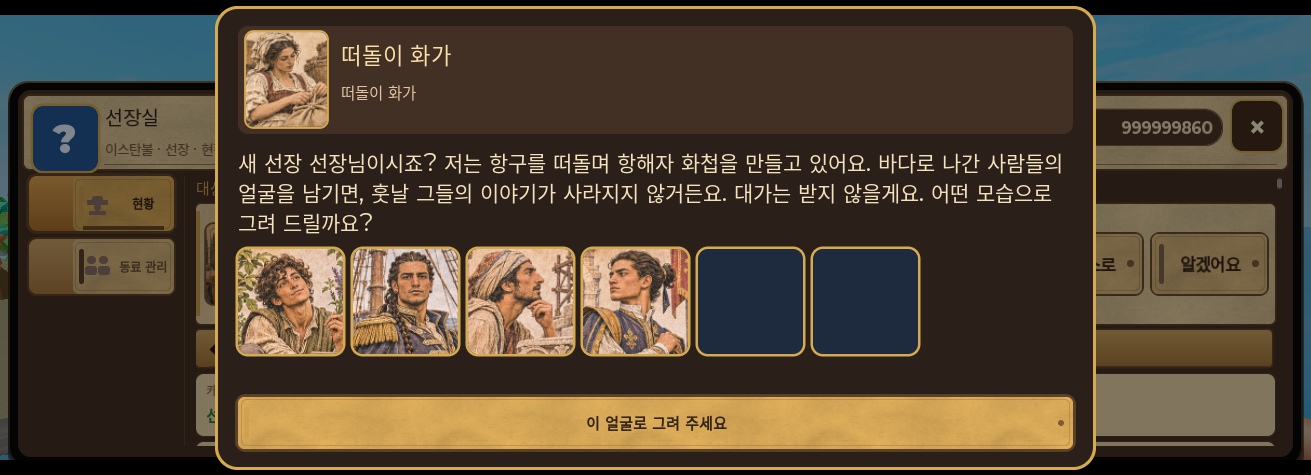 떠돌이 화가
떠돌이 화가
새 선장 선장님이시죠? 저는 항구를 떠돌며 항해자 화첩을 만들고 있어요. 바다로 나간 사람들의
얼굴을 남기면, 훗날 그들의 이야기가 사라지지 않거든요. 대가는 받지 않을게요. 어떤 모습으로
그려 드릴까요?
이 얼굴로 그려 주세요
?
선장실
이스탄불 · 선장 ·
999999860
×
현황
동료 관리
알겠어요